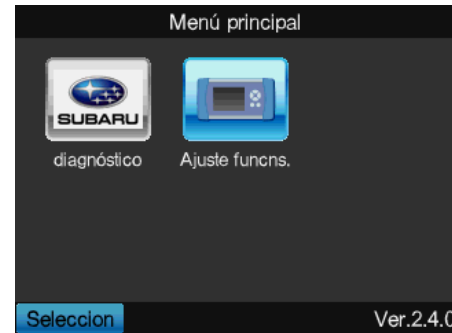 Menú principal
SUBARU
diagnóstico
Ajuste funcns.
Seleccion
Ver.2.4.0